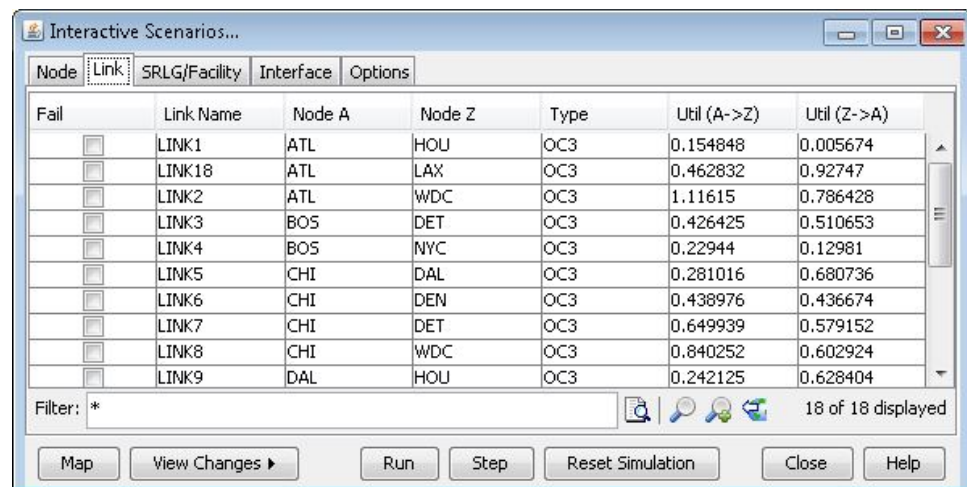 Interactive Scenarios...
Node Link SRLG/Facility Interface Options
Fail Link Name Node A Node Z Type Util (A->Z) Util (Z->A)
LINK1 ATL HOU OC3 0.154848 0.005674
LINK18 ATL LAX OC3 0.462832 0.92747
LINK2 ATL WDC OC3 1.11615 0.786428
LINK3 BOS DET OC3 0.426425 0.510653
LINK4 BOS NYC OC3 0.22944 0.12981
LINK5 CHI DAL OC3 0.281016 0.680736
LINK6 CHI DEN OC3 0.438976 0.436674
LINK7 CHI DET OC3 0.649939 0.579152
LINK8 CHI WDC OC3 0.840252 0.602924
LINK9 DAL HOU OC3 0.242125 0.628404
Filter: * 18 of 18 displayed
Map View Changes Run Step Reset Simulation Close Help